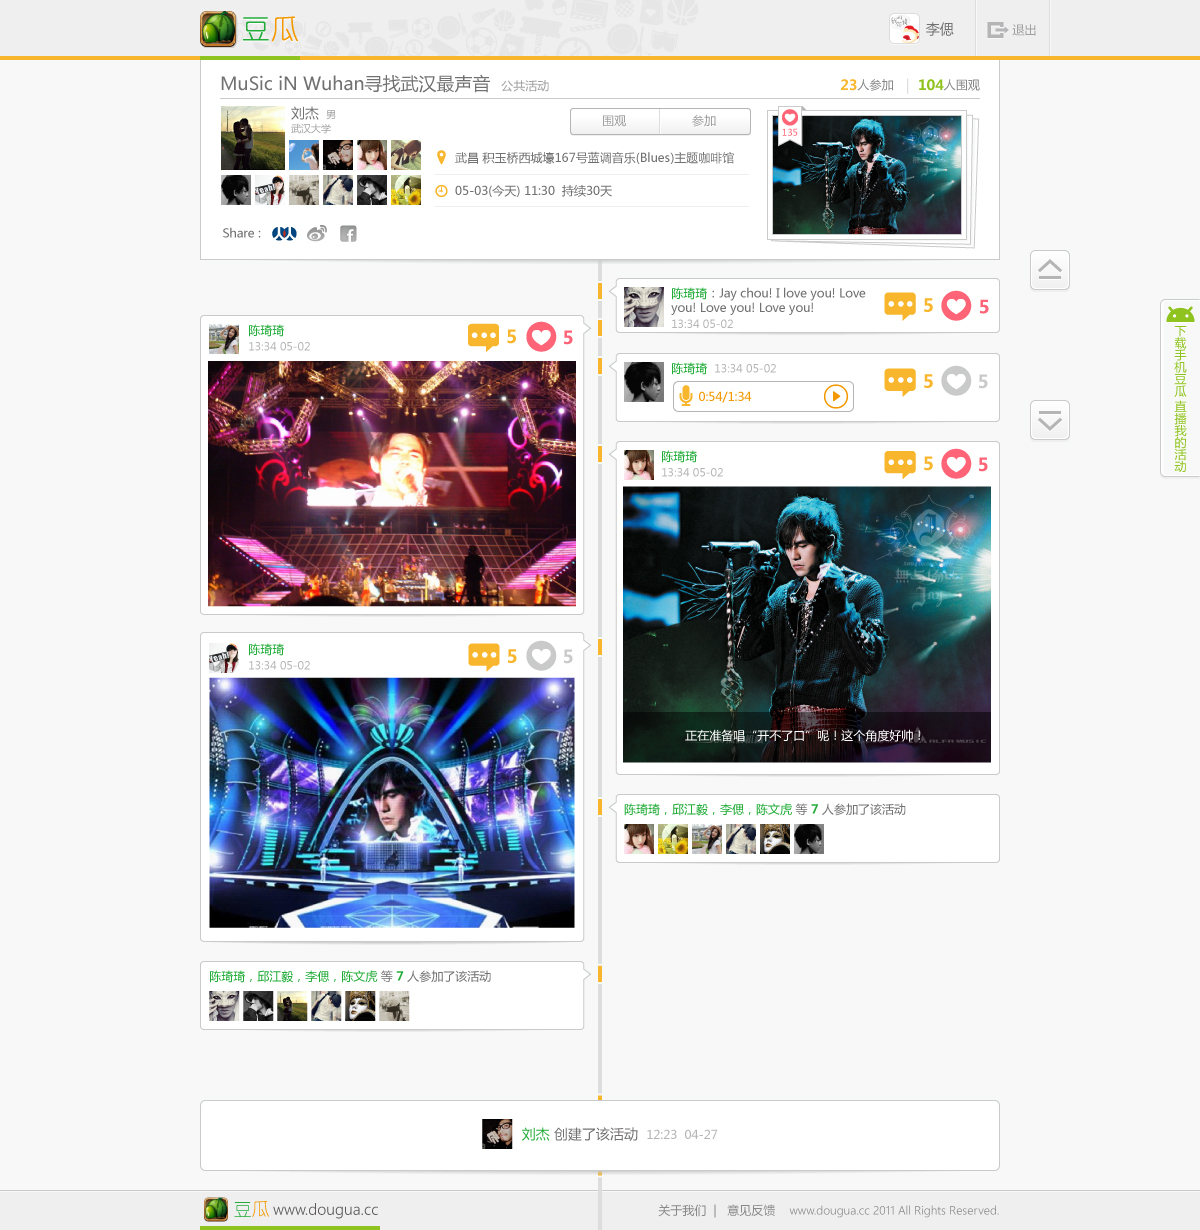 豆瓜
李偲
退出
MuSic iN Wuhan寻找武汉最声音 公共活动
23人参加 | 104人围观
刘杰 男
武汉大学
围观 参加
135
武昌 积玉桥西城壕167号蓝调音乐(Blues)主题咖啡馆
05-03(今天) 11:30 持续30天
Share :
陈琦琦：Jay chou! I love you! Love
you! Love you! Love you!
13:34 05-02
5 5
陈琦琦
13:34 05-02
5 5
陈琦琦 13:34 05-02
0:54/1:34
5 5
陈琦琦
13:34 05-02
5 5
正在准备唱“开不了口”呢！这个角度好帅！
Yeah!
陈琦琦
13:34 05-02
5 5
陈琦琦，邱江毅，李偲，陈文虎 等 7 人参加了该活动
陈琦琦，邱江毅，李偲，陈文虎 等 7 人参加了该活动
下载手机豆瓜 直播我的活动
刘杰 创建了该活动 12:23 04-27
豆瓜 www.dougua.cc
关于我们 | 意见反馈 www.dougua.cc 2011 All Rights Reserved.